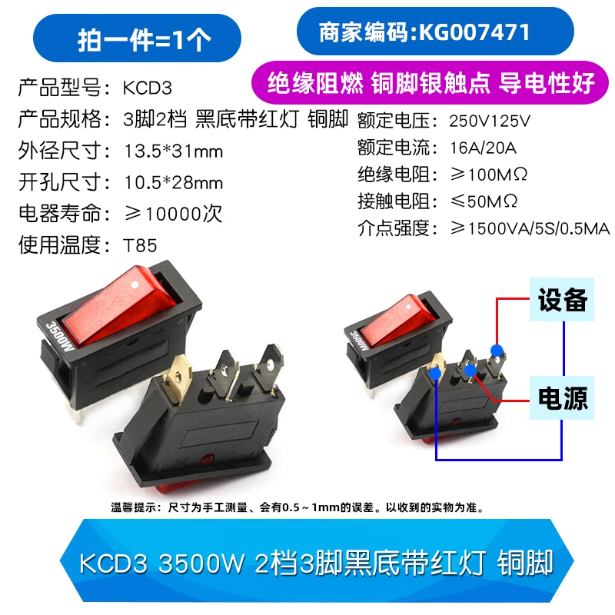 拍一件=1个
商家编码:KG007471
绝缘阻燃 铜脚银触点 导电性好
产品型号: KCD3
产品规格: 3脚2档 黑底带红灯 铜脚
外径尺寸: 13.5*31mm
开孔尺寸: 10.5*28mm
电器寿命: ≥10000次
使用温度: T85
额定电压: 250V125V
额定电流: 16A/20A
绝缘电阻: ≥100MΩ
接触电阻: ≤50MΩ
介点强度: ≥1500VA/5S/0.5MA
3500W
3500W
设备
电源
温馨提示: 尺寸为手工测量、会有0.5~1mm的误差。以收到的实物为准。
KCD3 3500W 2档3脚黑底带红灯 铜脚